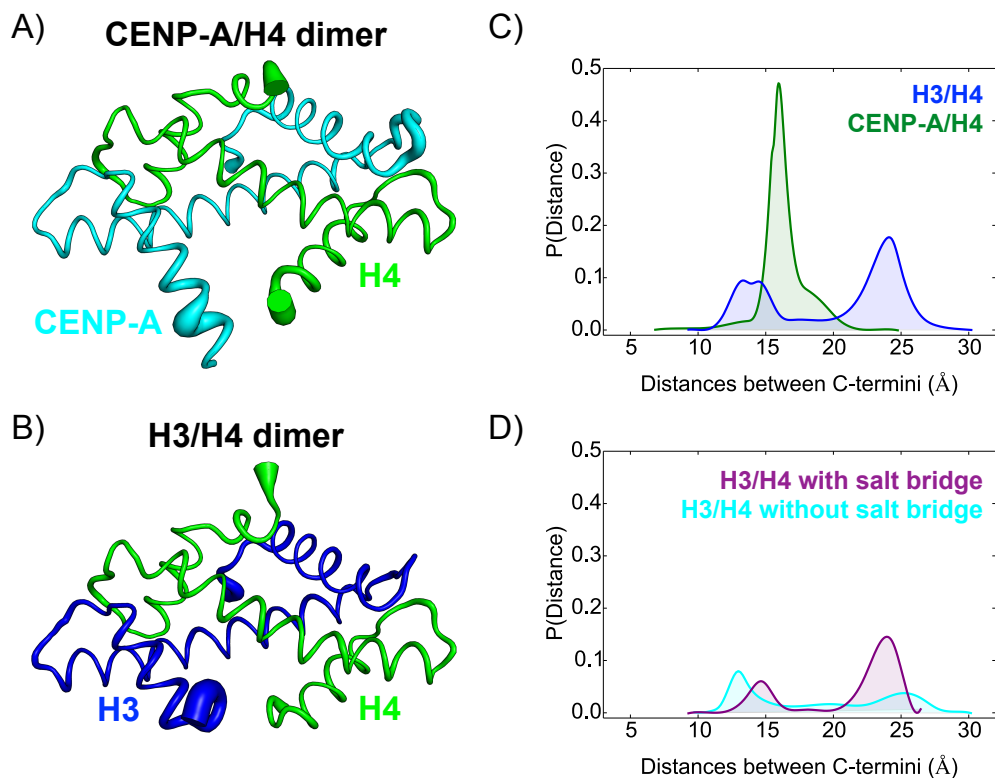 A)
CENP-A/H4 dimer
CENP-A
H4
B)
H3/H4 dimer
H3
H4
C)
H3/H4
CENP-A/H4
P(Distance)
0.5
0.4
0.3
0.2
0.1
0.0
5 10 15 20 25 30
Distances between C-termini (Å)
D)
H3/H4 with salt bridge
H3/H4 without salt bridge
P(Distance)
0.5
0.4
0.3
0.2
0.1
0.0
5 10 15 20 25 30
Distances between C-termini (Å)